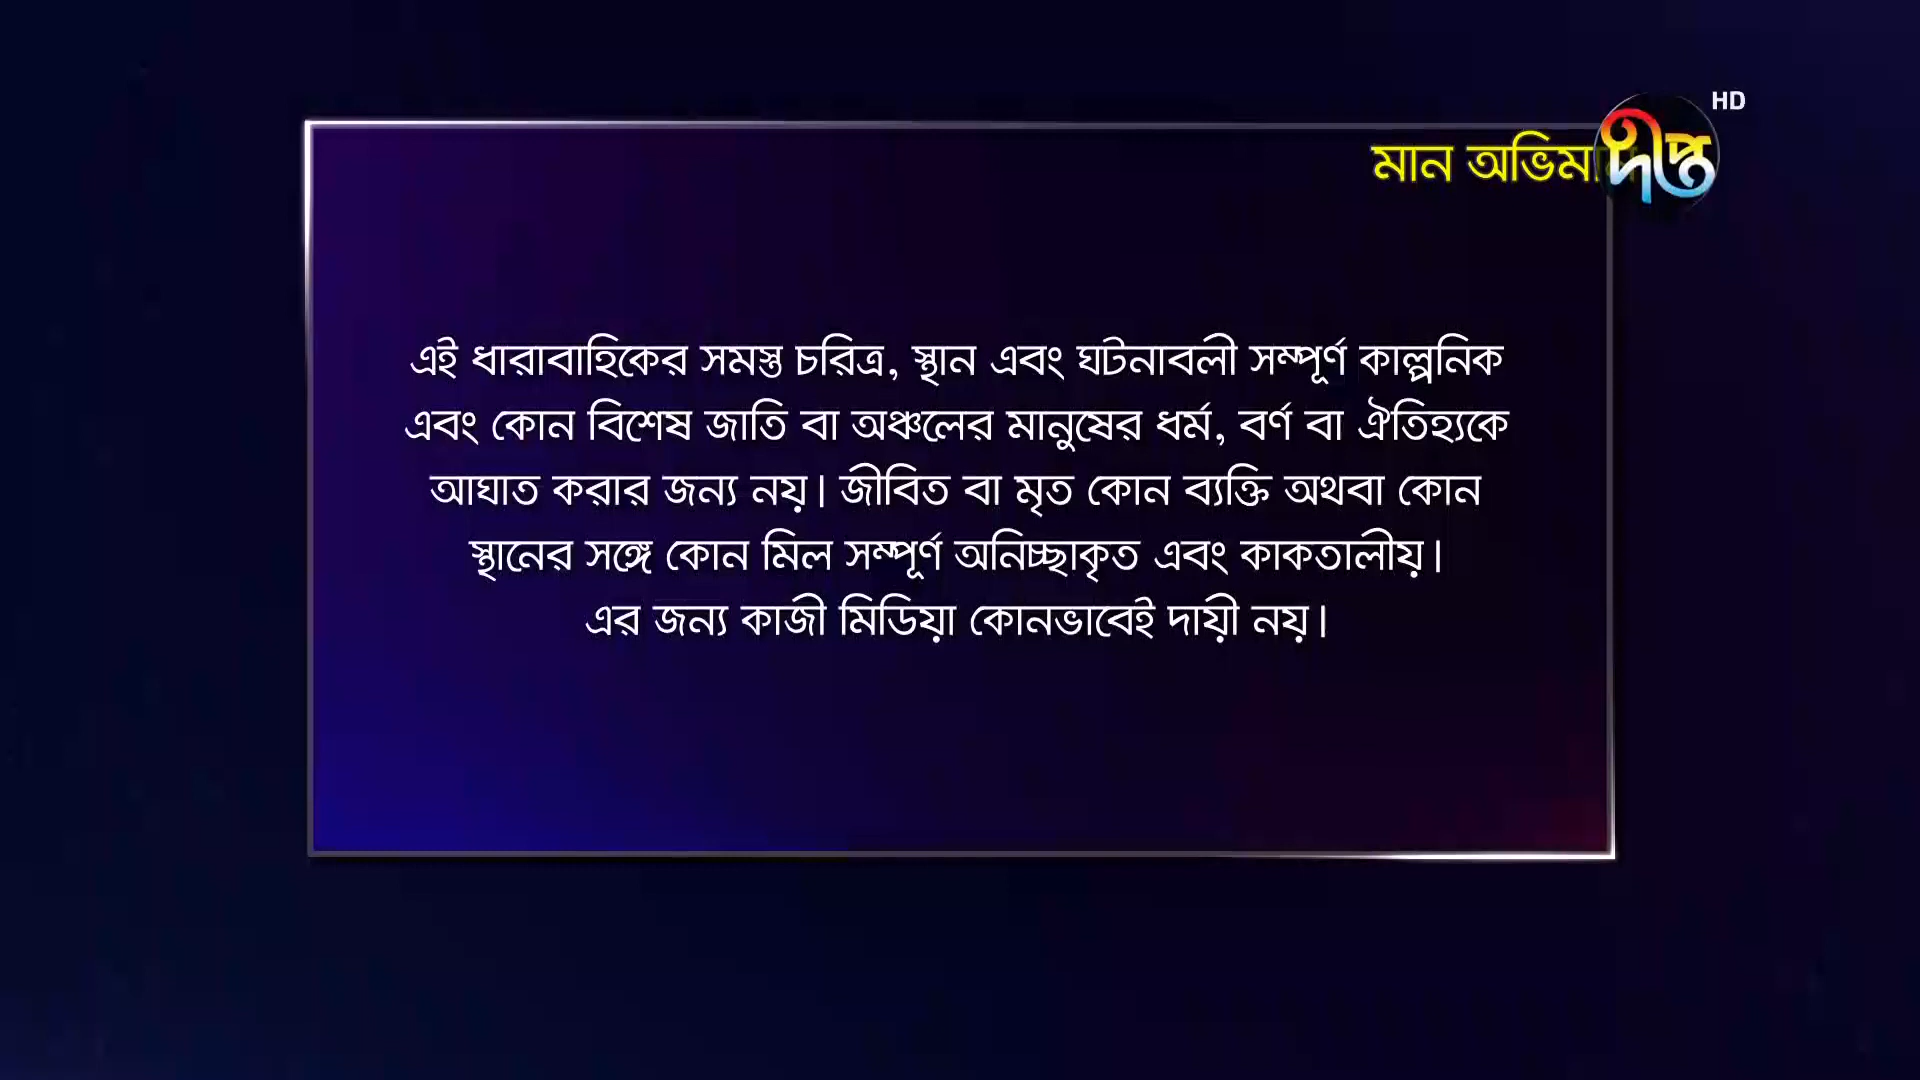 HD
মান অভিমান
দীপ্ত
এই ধারাবাহিকের সমস্ত চরিত্র, স্থান এবং ঘটনাবলী সম্পূর্ণ কাল্পনিক
এবং কোন বিশেষ জাতি বা অঞ্চলের মানুষের ধর্ম, বর্ণ বা ঐতিহ্যকে
আঘাত করার জন্য নয়। জীবিত বা মৃত কোন ব্যক্তি অথবা কোন
স্থানের সঙ্গে কোন মিল সম্পূর্ণ অনিচ্ছাকৃত এবং কাকতালীয়।
এর জন্য কাজী মিডিয়া কোনভাবেই দায়ী নয়।